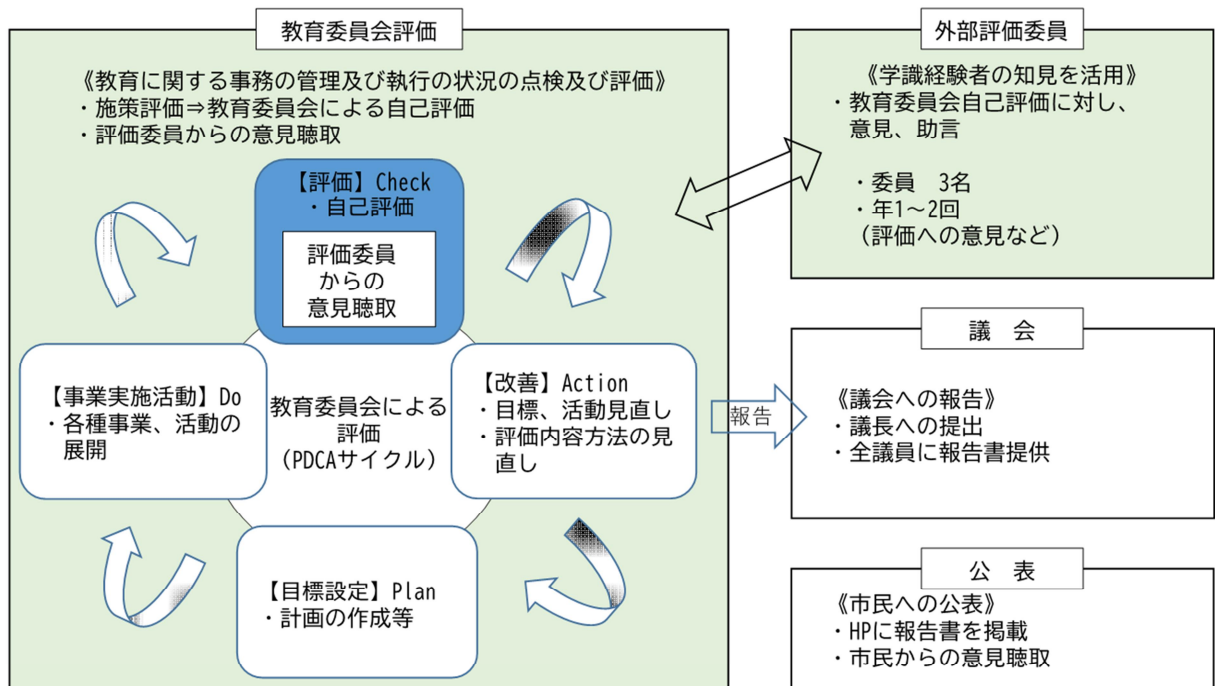 教育委員会評価
《教育に関する事務の管理及び執行の状況の点検及び評価》
・施策評価⇒教育委員会による自己評価
・評価委員からの意見聴取
【評価】Check
・自己評価
評価委員
からの
意見聴取
【事業実施活動】Do
・各種事業、活動の
展開
教育委員会による
評価
(PDCAサイクル)
【改善】Action
・目標、活動見直し
・評価内容方法の見
直し
【目標設定】Plan
・計画の作成等
報告
外部評価委員
《学識経験者の知見を活用》
・教育委員会自己評価に対し、
意見、助言
・委員　3名
・年1～2回
(評価への意見など)
議　会
《議会への報告》
・議長への提出
・全議員に報告書提供
公　表
《市民への公表》
・HPに報告書を掲載
・市民からの意見聴取